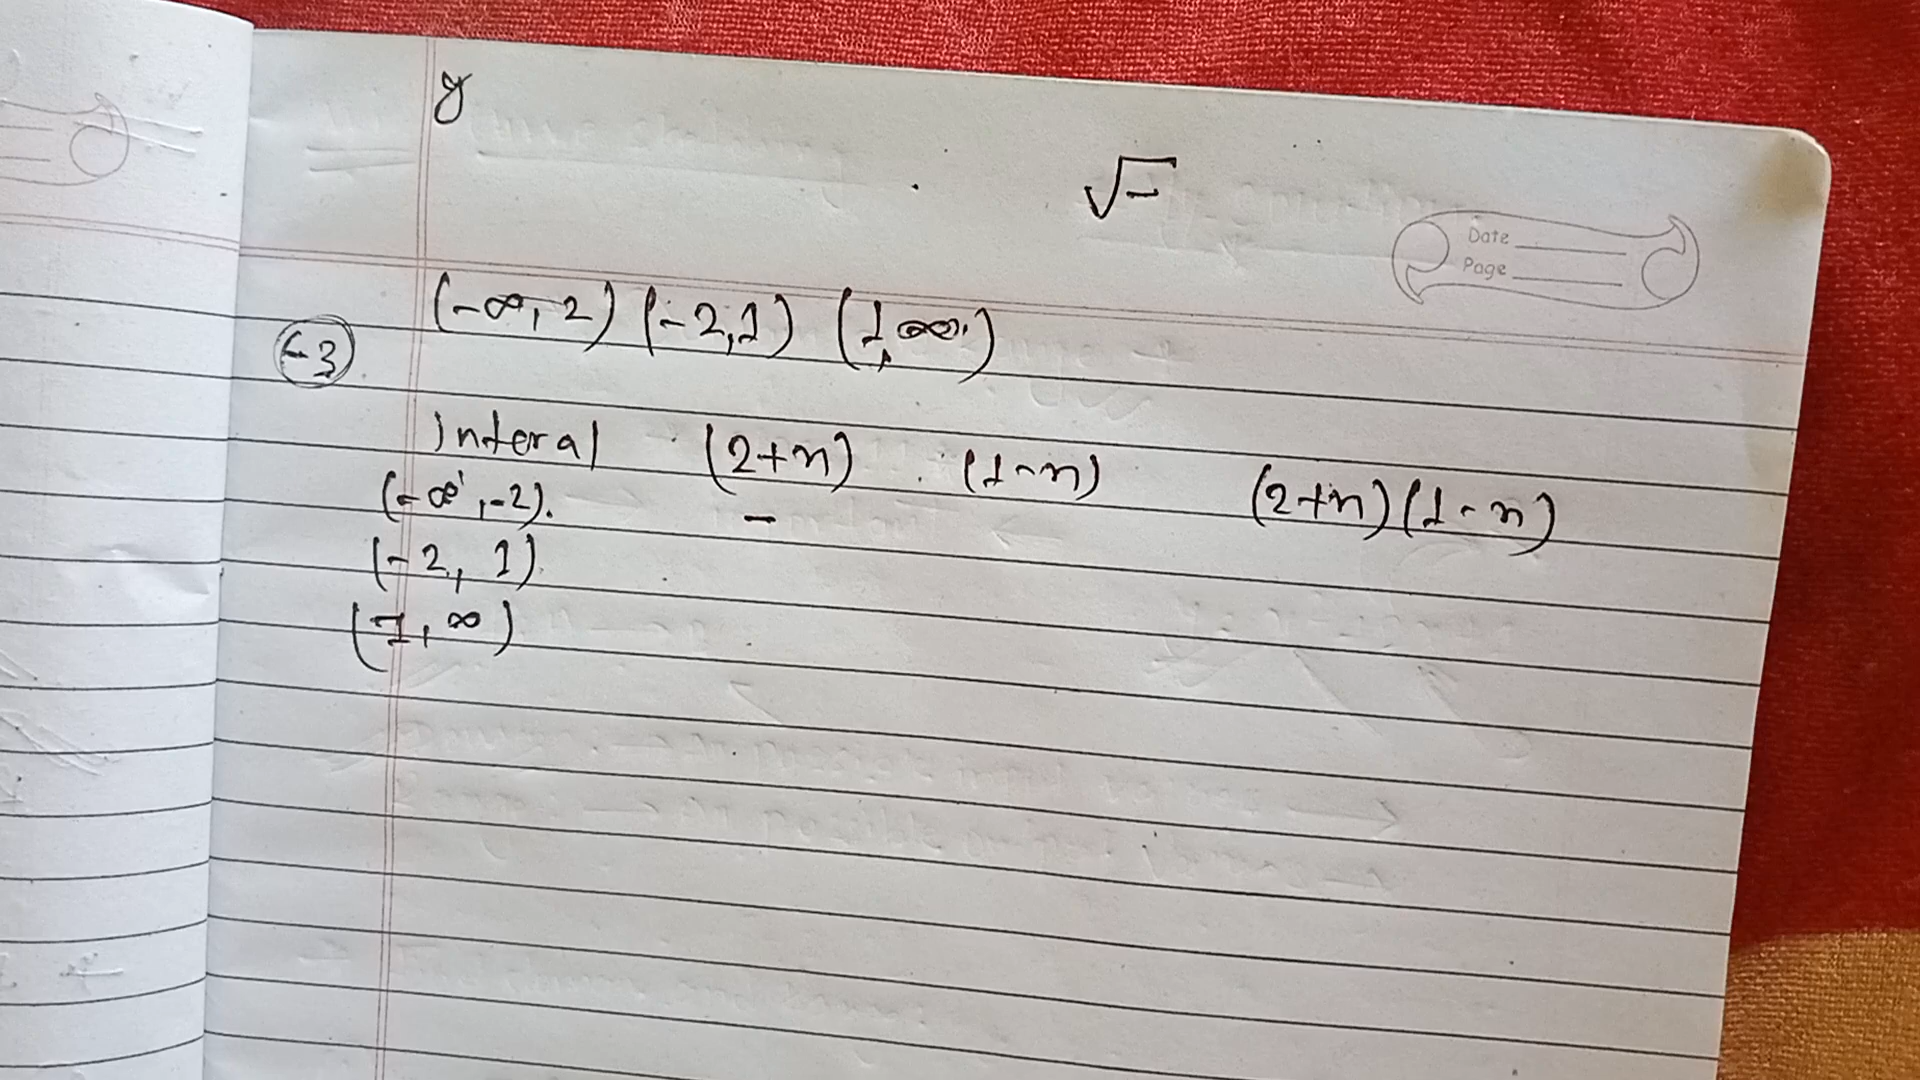 y
√-
Date
Page
(-∞, 2) (-2,1) (1,∞)
-3
interal (2+n) (1-n) (2+n)(1-n)
(-∞,-2). -
(-2, 1)
(1, ∞)